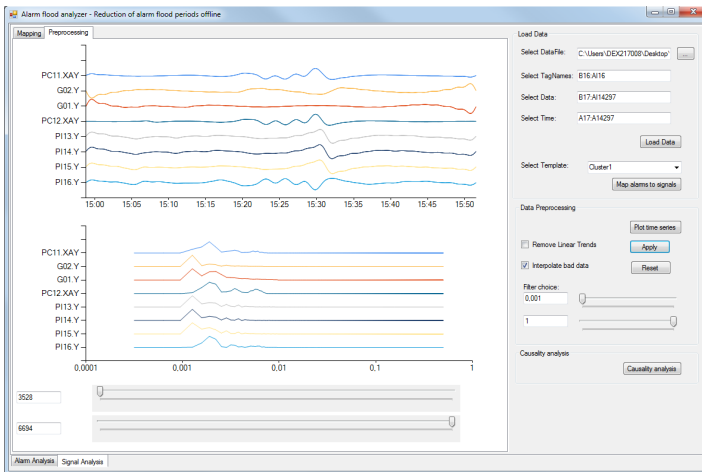 Alarm flood analyzer - Reduction of alarm flood periods offline
Mapping Preprocessing
PC11.XAY
G02.Y
G01.Y
PC12.XAY
PI13.Y
PI14.Y
PI15.Y
PI16.Y
15:00 15:05 15:10 15:15 15:20 15:25 15:30 15:35 15:40 15:45 15:50
PC11.XAY
G02.Y
G01.Y
PC12.XAY
PI13.Y
PI14.Y
PI15.Y
PI16.Y
0.0001 0.001 0.01 0.1 1
3528
6694
Alarm Analysis Signal Analysis
Load Data
Select DataFile: C:\Users\DEX217008\Desktop\ ...
Select TagNames: B16:AI16
Select Data: B17:AI14297
Select Time: A17:A14297
Load Data
Select Template: Cluster1
Map alarms to signals
Data Preprocessing
Plot time series
Remove Linear Trends Apply
Interpolate bad data Reset
Filter choice:
0.001
1
Causality analysis
Causality analysis